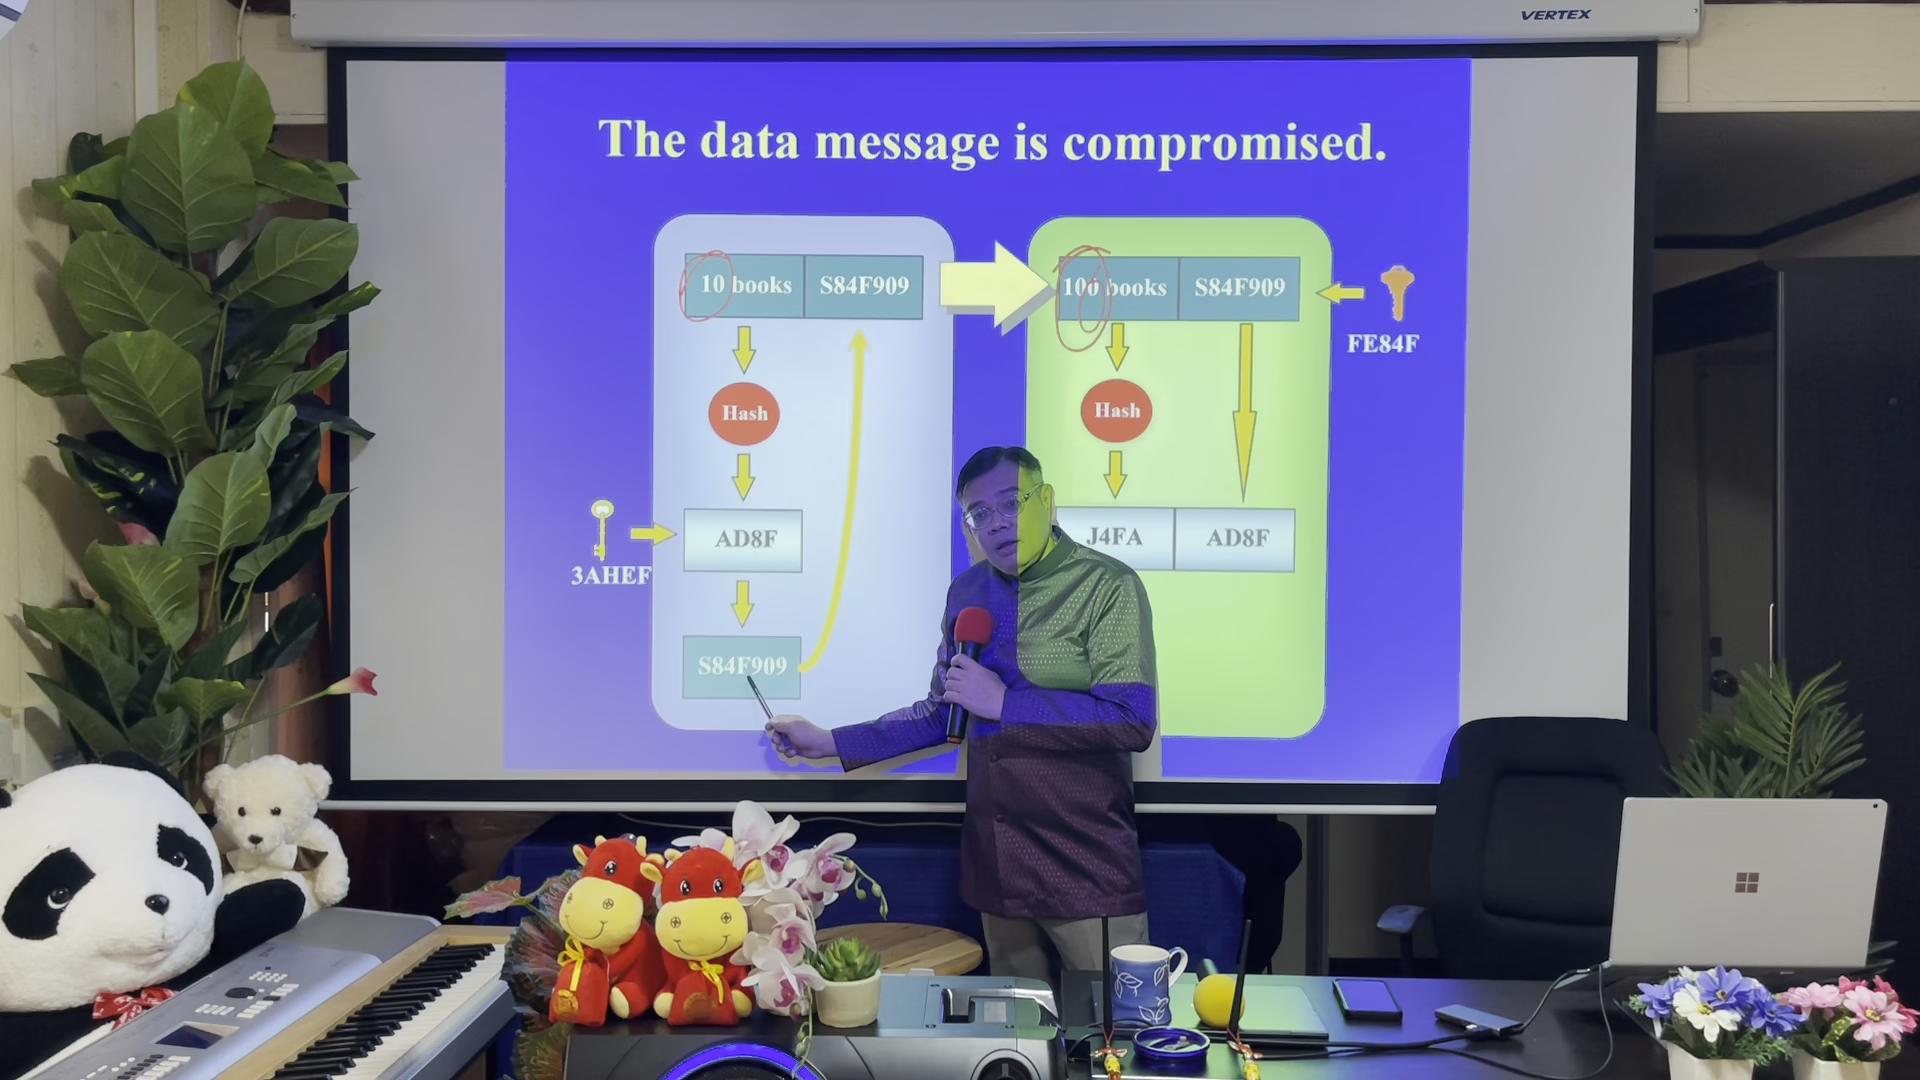 VERTEX
The data message is compromised.
10 books S84F909
100 books S84F909
FE84F
Hash
Hash
3AHEF
AD8F
J4FA AD8F
S84F909